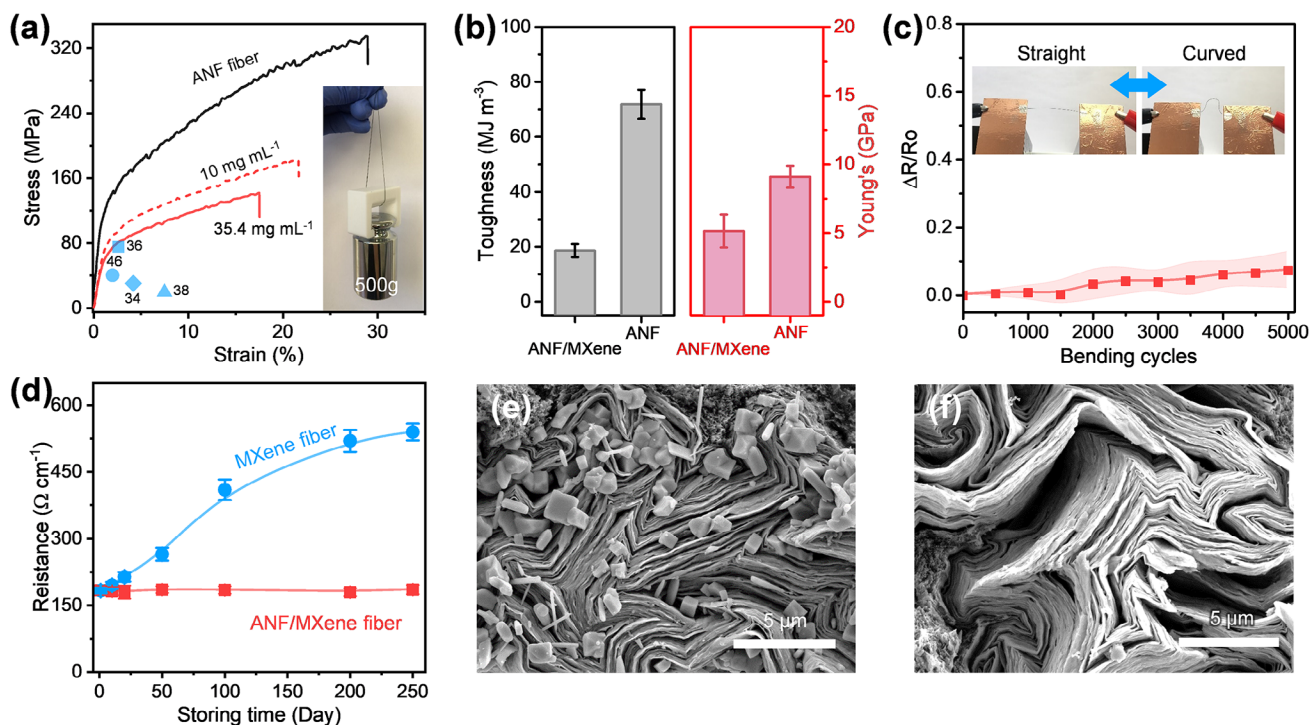 (a)
320
240
160
80
0
Stress (MPa)
ANF fiber
10 mg mL-1
35.4 mg mL-1
36
46
34
38
500g
0
10
20
30
Strain (%)
(b)
100
80
60
40
20
0
Toughness (MJ m-3)
ANF/MXene
ANF
20
15
10
5
0
Young's (GPa)
ANF/MXene
ANF
(c)
0.8
0.6
0.4
0.2
0.0
ΔR/Ro
Straight
Curved
0
1000
2000
3000
4000
5000
Bending cycles
(d)
600
450
300
150
0
Reistance (Ω cm-1)
MXene fiber
ANF/MXene fiber
0
50
100
150
200
250
Storing time (Day)
(e)
5 μm
(f)
5 μm